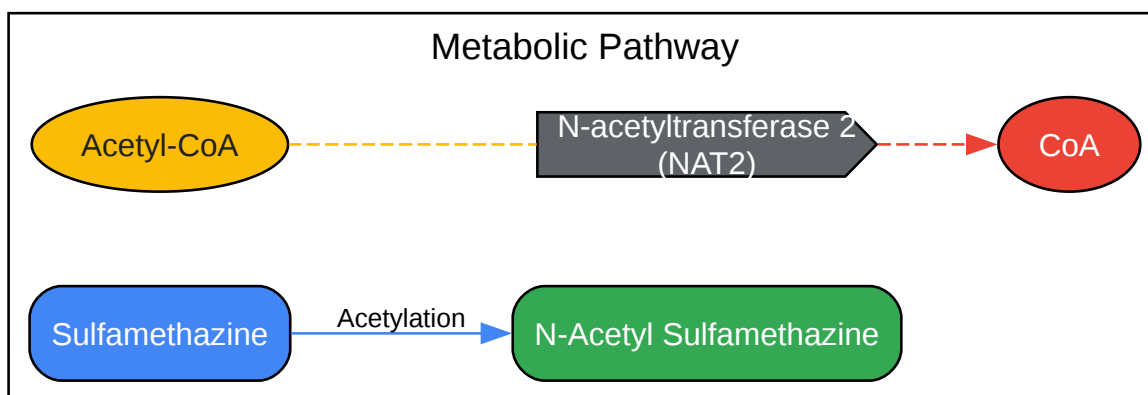 Metabolic Pathway
Acetyl-CoA
N-acetyltransferase 2
(NAT2)
CoA
Sulfamethazine
Acetylation
N-Acetyl Sulfamethazine